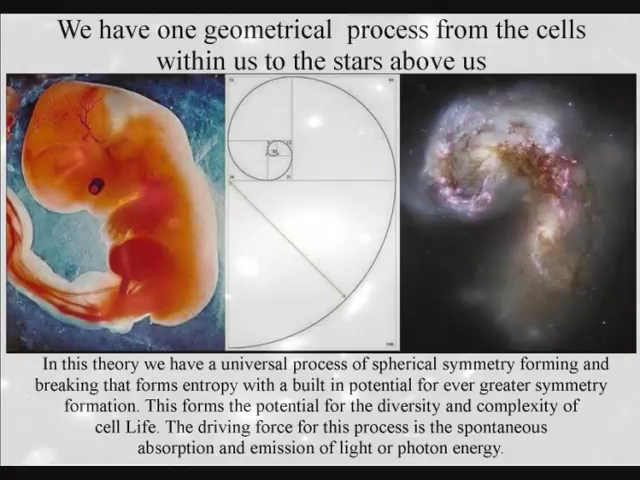 We have one geometrical process from the cells
within us to the stars above us
In this theory we have a universal process of spherical symmetry forming and
breaking that forms entropy with a built in potential for ever greater symmetry
formation. This forms the potential for the diversity and complexity of
cell Life. The driving force for this process is the spontaneous
absorption and emission of light or photon energy.